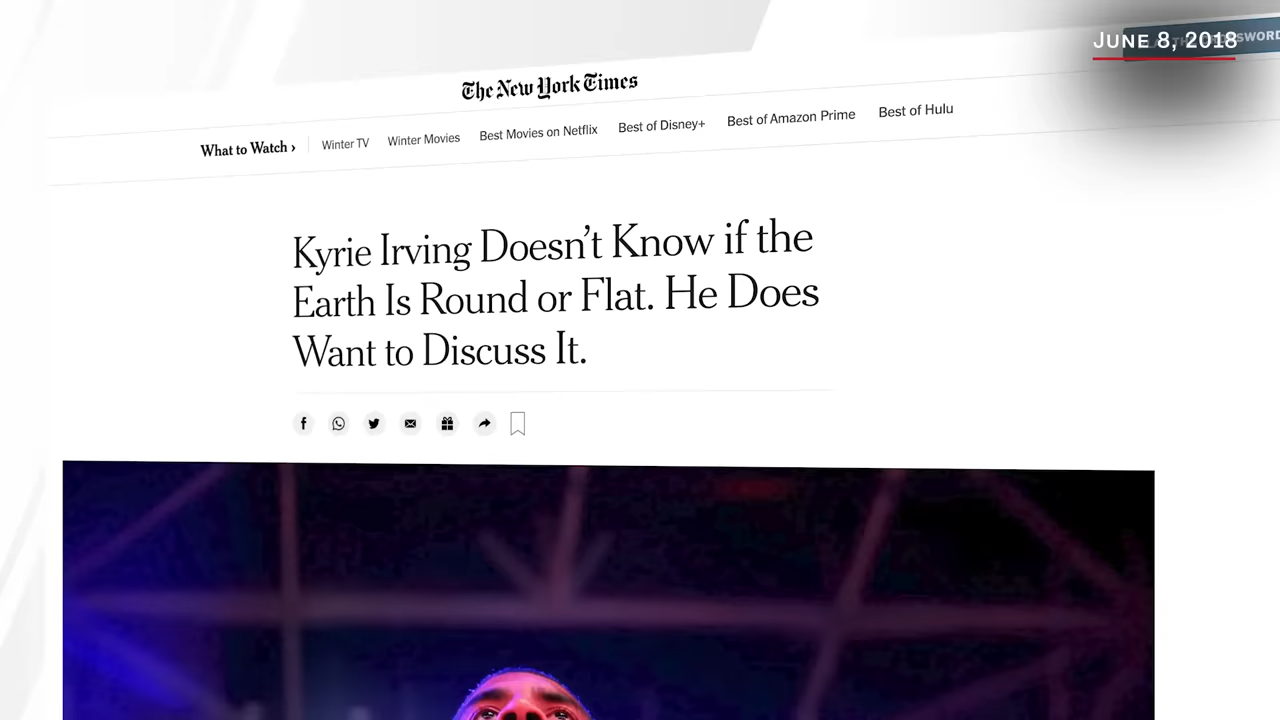 JUNE 8, 2018
The New York Times
What to Watch ›
Winter TV
Winter Movies
Best Movies on Netflix
Best of Disney+
Best of Amazon Prime
Best of Hulu
Kyrie Irving Doesn’t Know if the
Earth Is Round or Flat. He Does
Want to Discuss It.